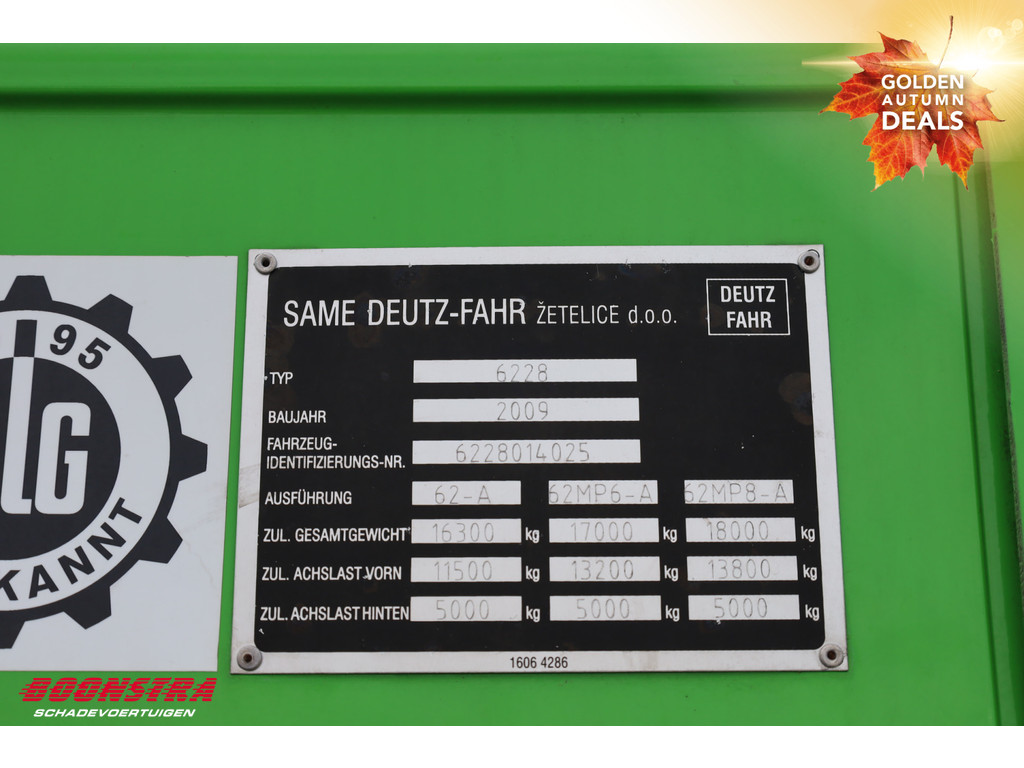 GOLDEN
AUTUMN
DEALS
95
LG
KANNT
SAME DEUTZ-FAHR ŽETELICE d.o.o.
DEUTZ
FAHR
TYP 6228
BAUJAHR 2009
FAHRZEUG-
IDENTIFIZIERUNGS-NR. 6228014025
AUSFÜHRUNG 62-A 62MP6-A 62MP8-A
ZUL. GESAMTGEWICHT 16300 kg 17000 kg 18000 kg
ZUL. ACHSLAST VORN 11500 kg 13200 kg 13800 kg
ZUL. ACHSLAST HINTEN 5000 kg 5000 kg 5000 kg
1606 4286
BOONSTRA
SCHADEVOERTUIGEN